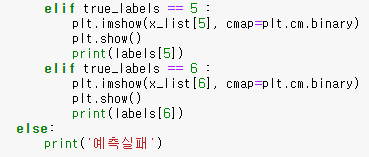 elif true_labels == 5 :
plt.imshow(x_list[5], cmap=plt.cm.binary)
plt.show()
print(labels[5])
elif true_labels == 6 :
plt.imshow(x_list[6], cmap=plt.cm.binary)
plt.show()
print(labels[6])
else:
print('예측실패')